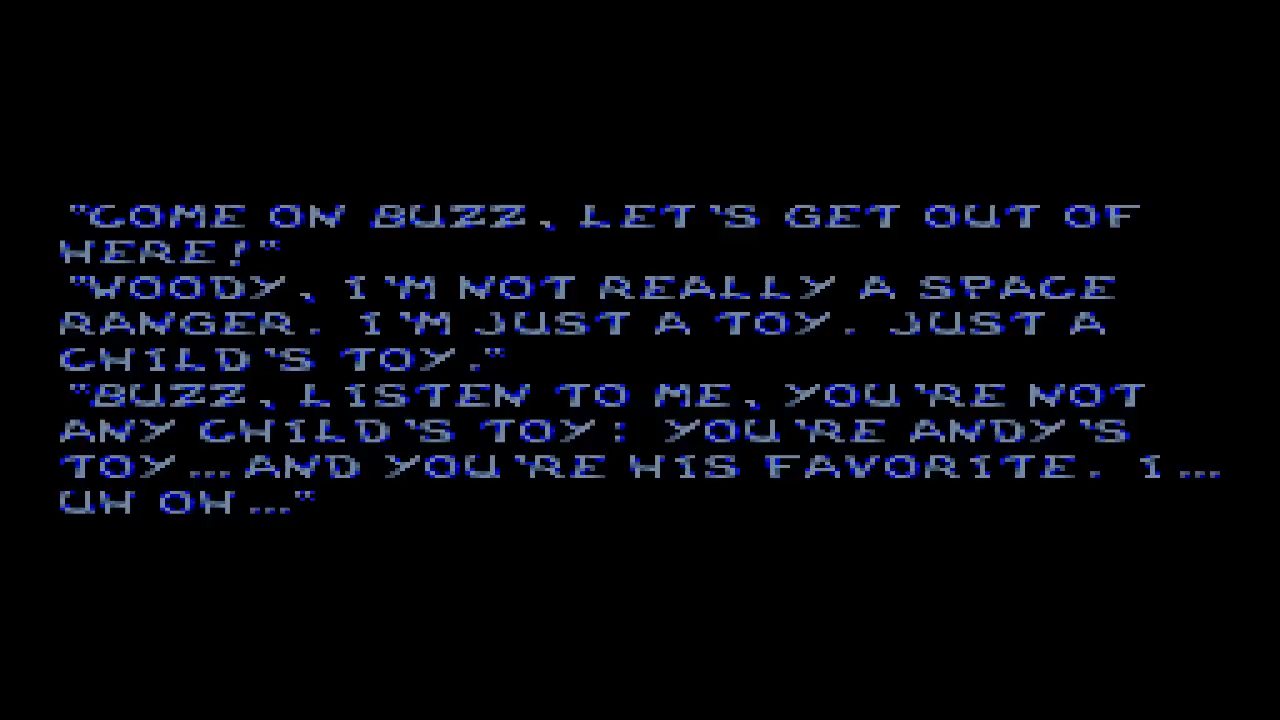 "COME ON BUZZ, LET'S GET OUT OF
HERE!"
"WOODY, I'M NOT REALLY A SPACE
RANGER. I'M JUST A TOY. JUST A
CHILD'S TOY."
"BUZZ, LISTEN TO ME, YOU'RE NOT
ANY CHILD'S TOY: YOU'RE ANDY'S
TOY...AND YOU'RE HIS FAVORITE. I...
UH OH..."